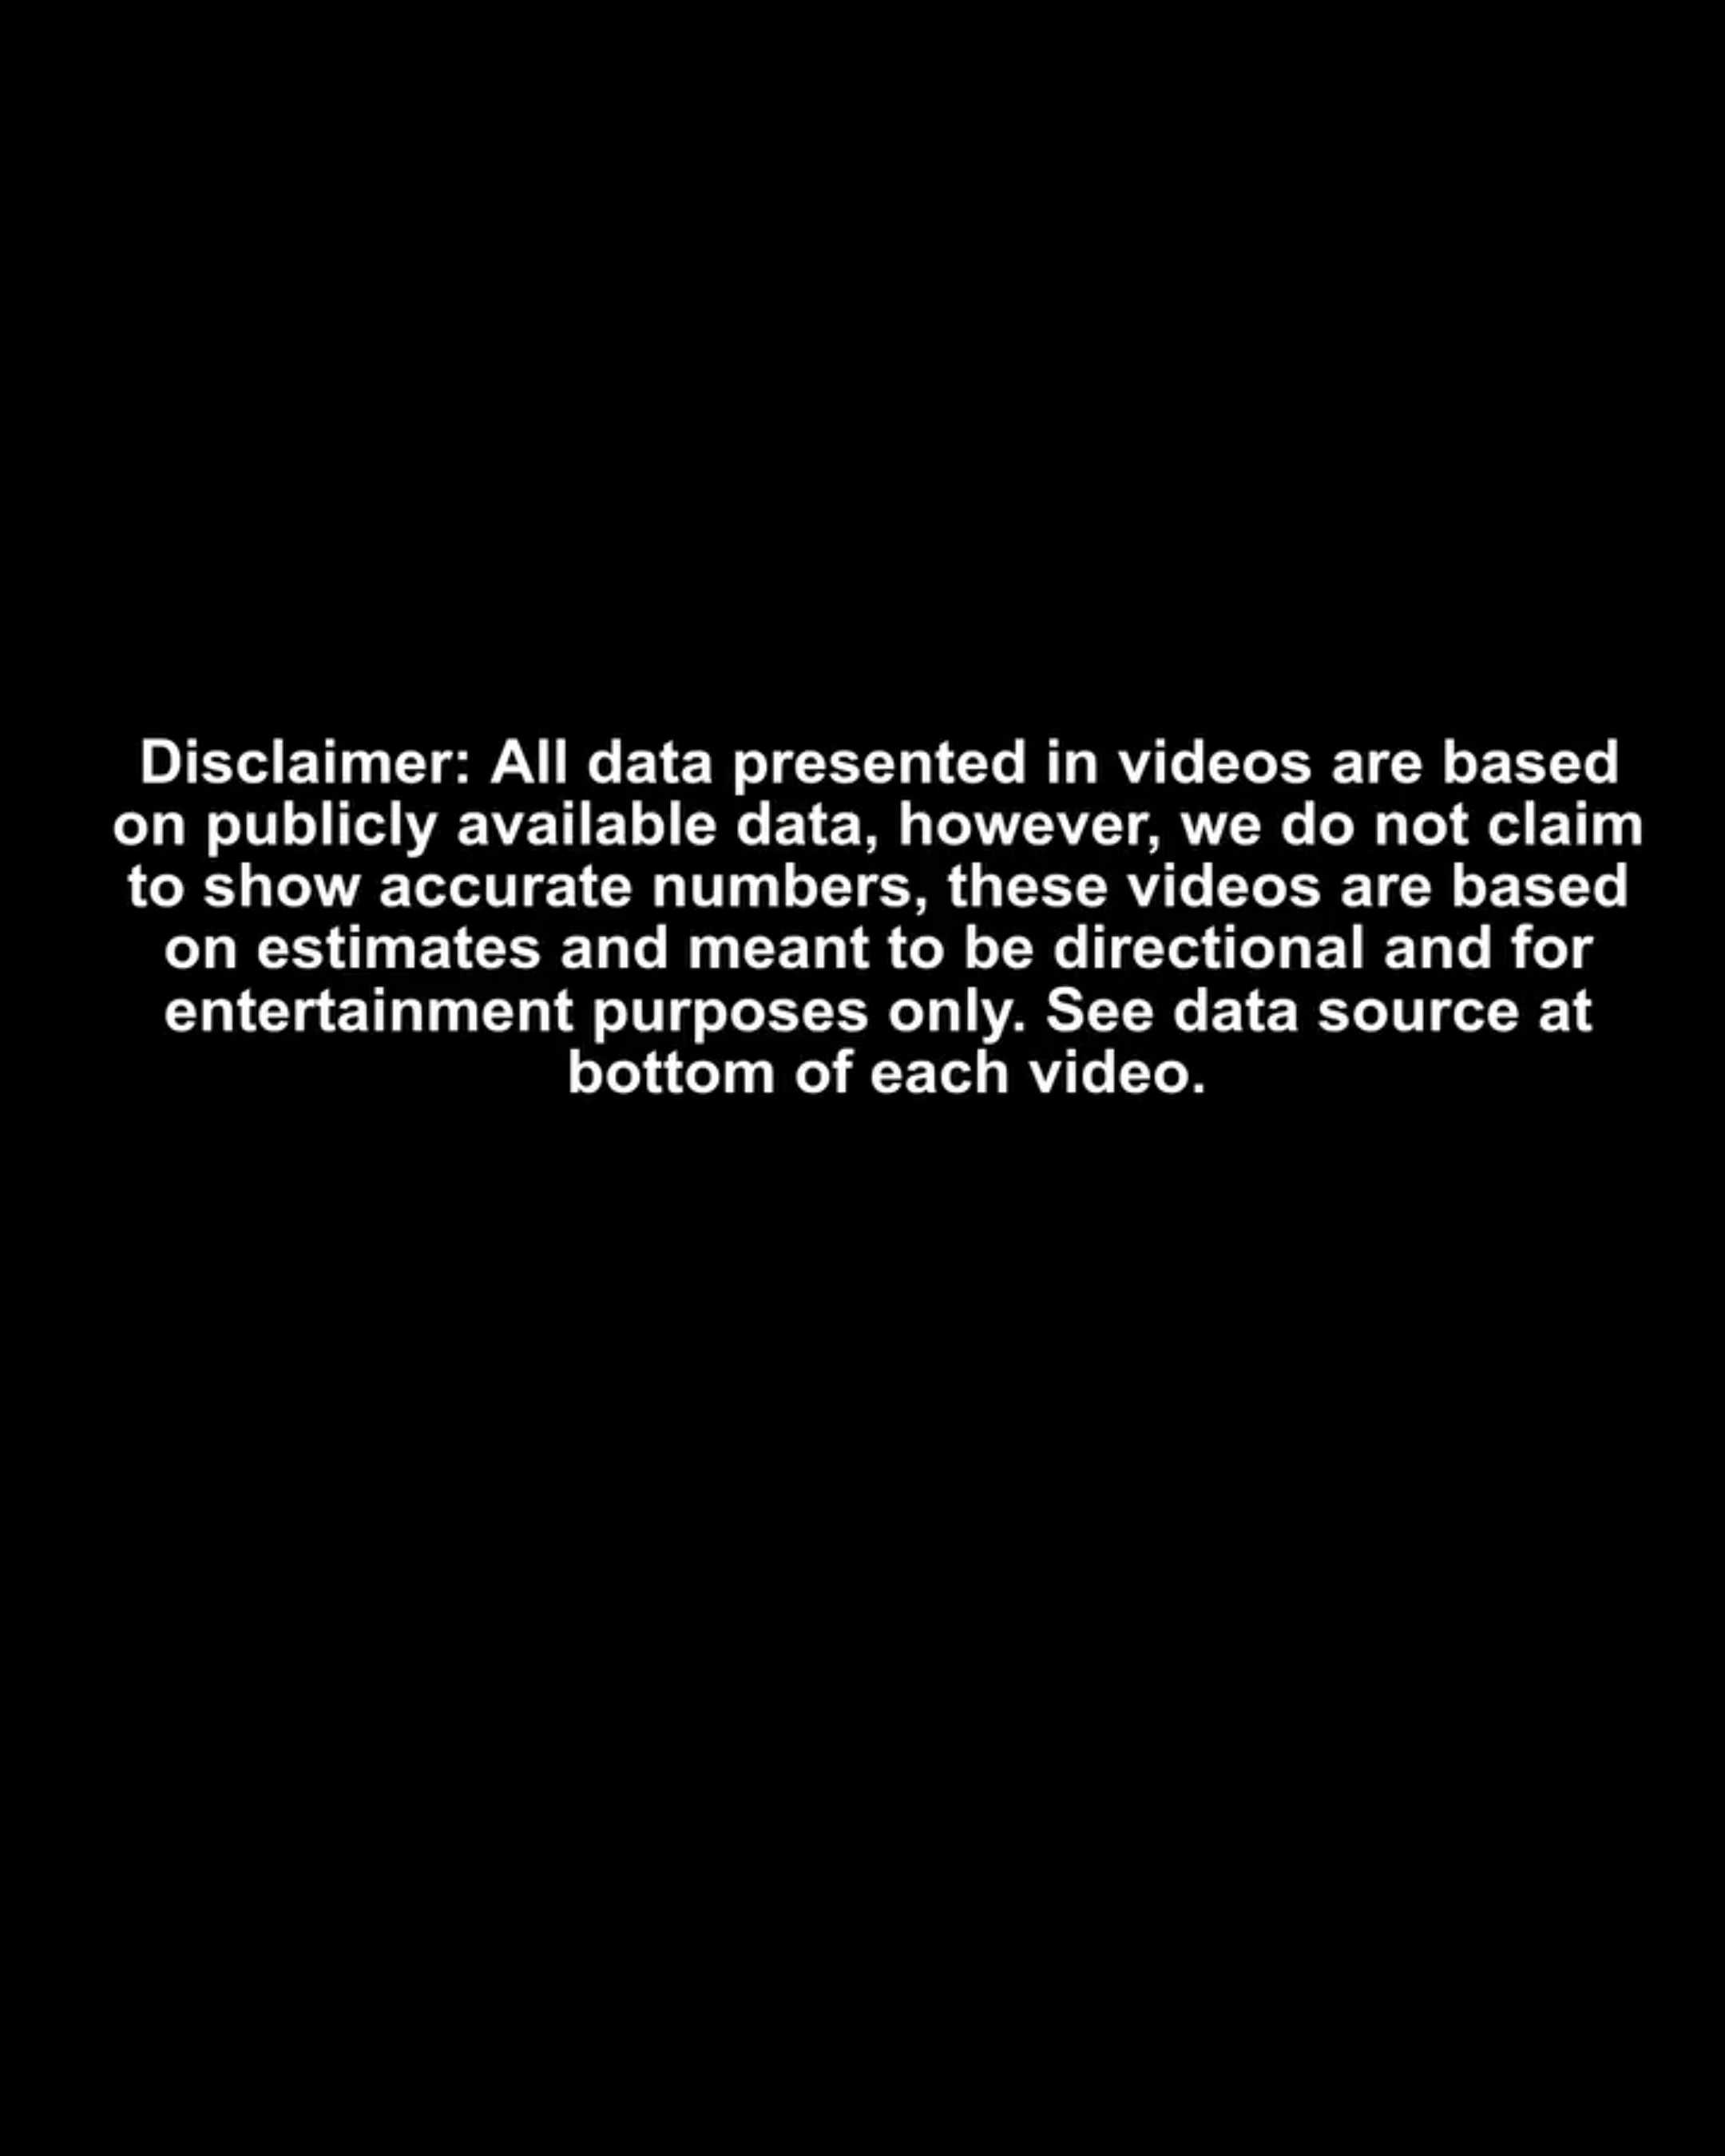 Disclaimer: All data presented in videos are based
on publicly available data, however, we do not claim
to show accurate numbers, these videos are based
on estimates and meant to be directional and for
entertainment purposes only. See data source at
bottom of each video.